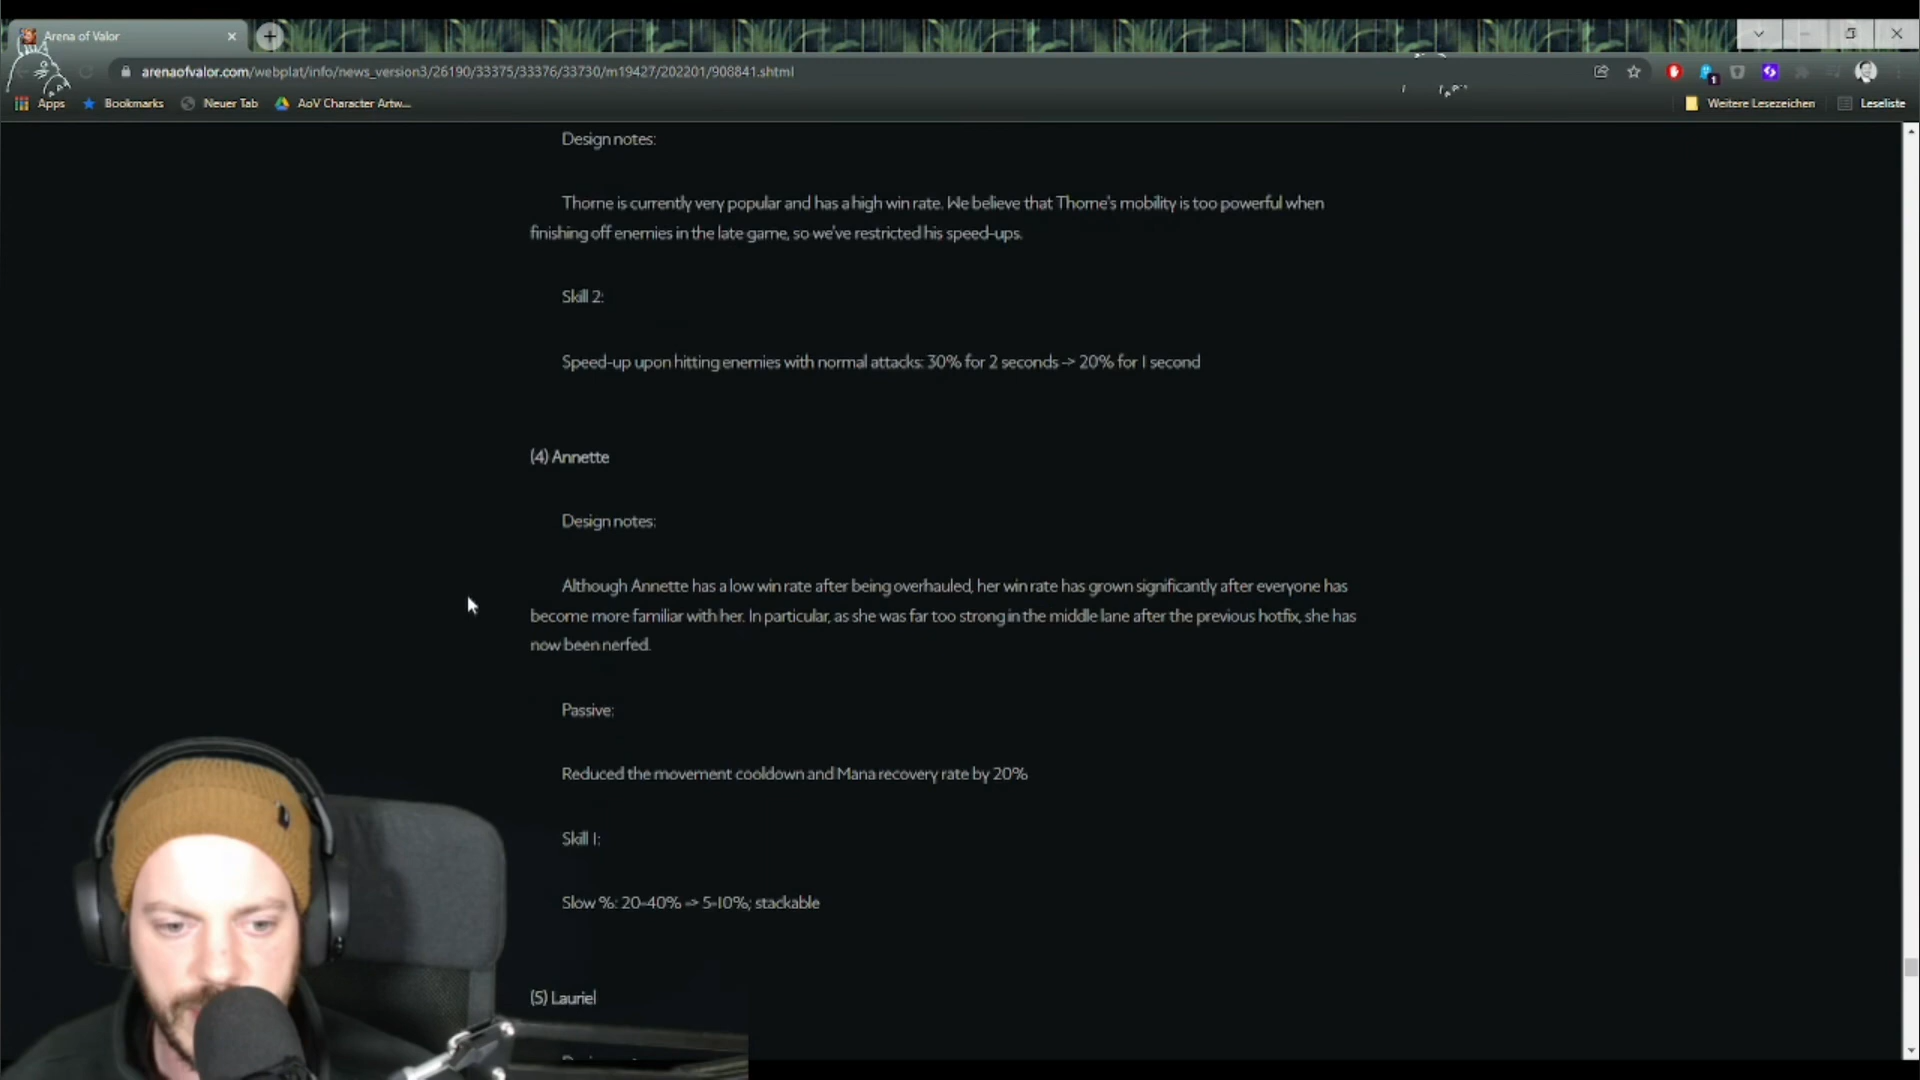 Arena of Valor
arenaofvalor.com/webplat/info/news_version3/26190/33375/33376/33730/m19427/202201/908841.shtml
1
Apps
Bookmarks
Neuer Tab
AoV Character Artw...
Weitere Lesezeichen
Leseliste
Design notes:
Thorne is currently very popular and has a high win rate. We believe that Thorne's mobility is too powerful when
finishing off enemies in the late game, so we've restricted his speed-ups.
Skill 2:
Speed-up upon hitting enemies with normal attacks: 30% for 2 seconds -> 20% for 1 second
(4) Annette
Design notes:
Although Annette has a low win rate after being overhauled, her win rate has grown significantly after everyone has
become more familiar with her. In particular, as she was far too strong in the middle lane after the previous hotfix, she has
now been nerfed.
Passive:
Reduced the movement cooldown and Mana recovery rate by 20%
Skill 1:
Slow %: 20-40% -> 5-10%; stackable
(5) Lauriel